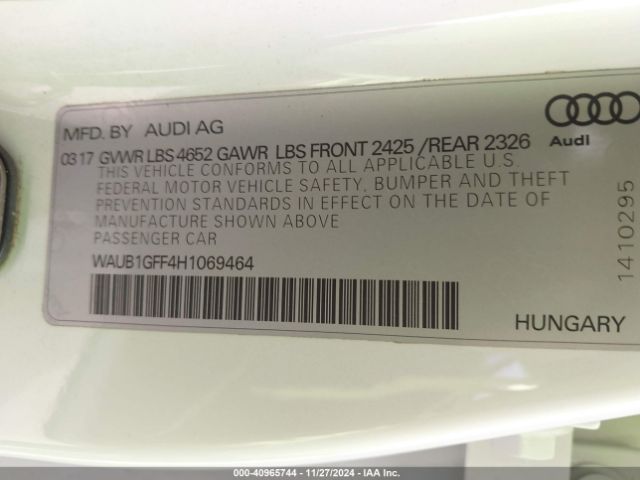 MFD. BY AUDI AG
Audi
0317 GVWR LBS 4652 GAWR LBS FRONT 2425 /REAR 2326
THIS VEHICLE CONFORMS TO ALL APPLICABLE U.S.
FEDERAL MOTOR VEHICLE SAFETY, BUMPER AND THEFT
PREVENTION STANDARDS IN EFFECT ON THE DATE OF
MANUFACTURE SHOWN ABOVE
PASSENGER CAR
WAUB1GFF4H1069464
HUNGARY
1410295
000-40965744 - 11/27/2024 - IAA Inc.